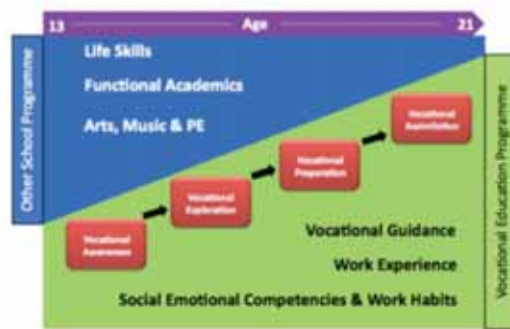 13 Age 21
Life Skills
Functional Academics
Arts, Music & PE
Other School Programme
Vocational
Awareness
Vocational
Exploration
Vocational
Preparation
Vocational
Assimilation
Vocational Guidance
Work Experience
Social Emotional Competencies & Work Habits
Vocational Education Programme